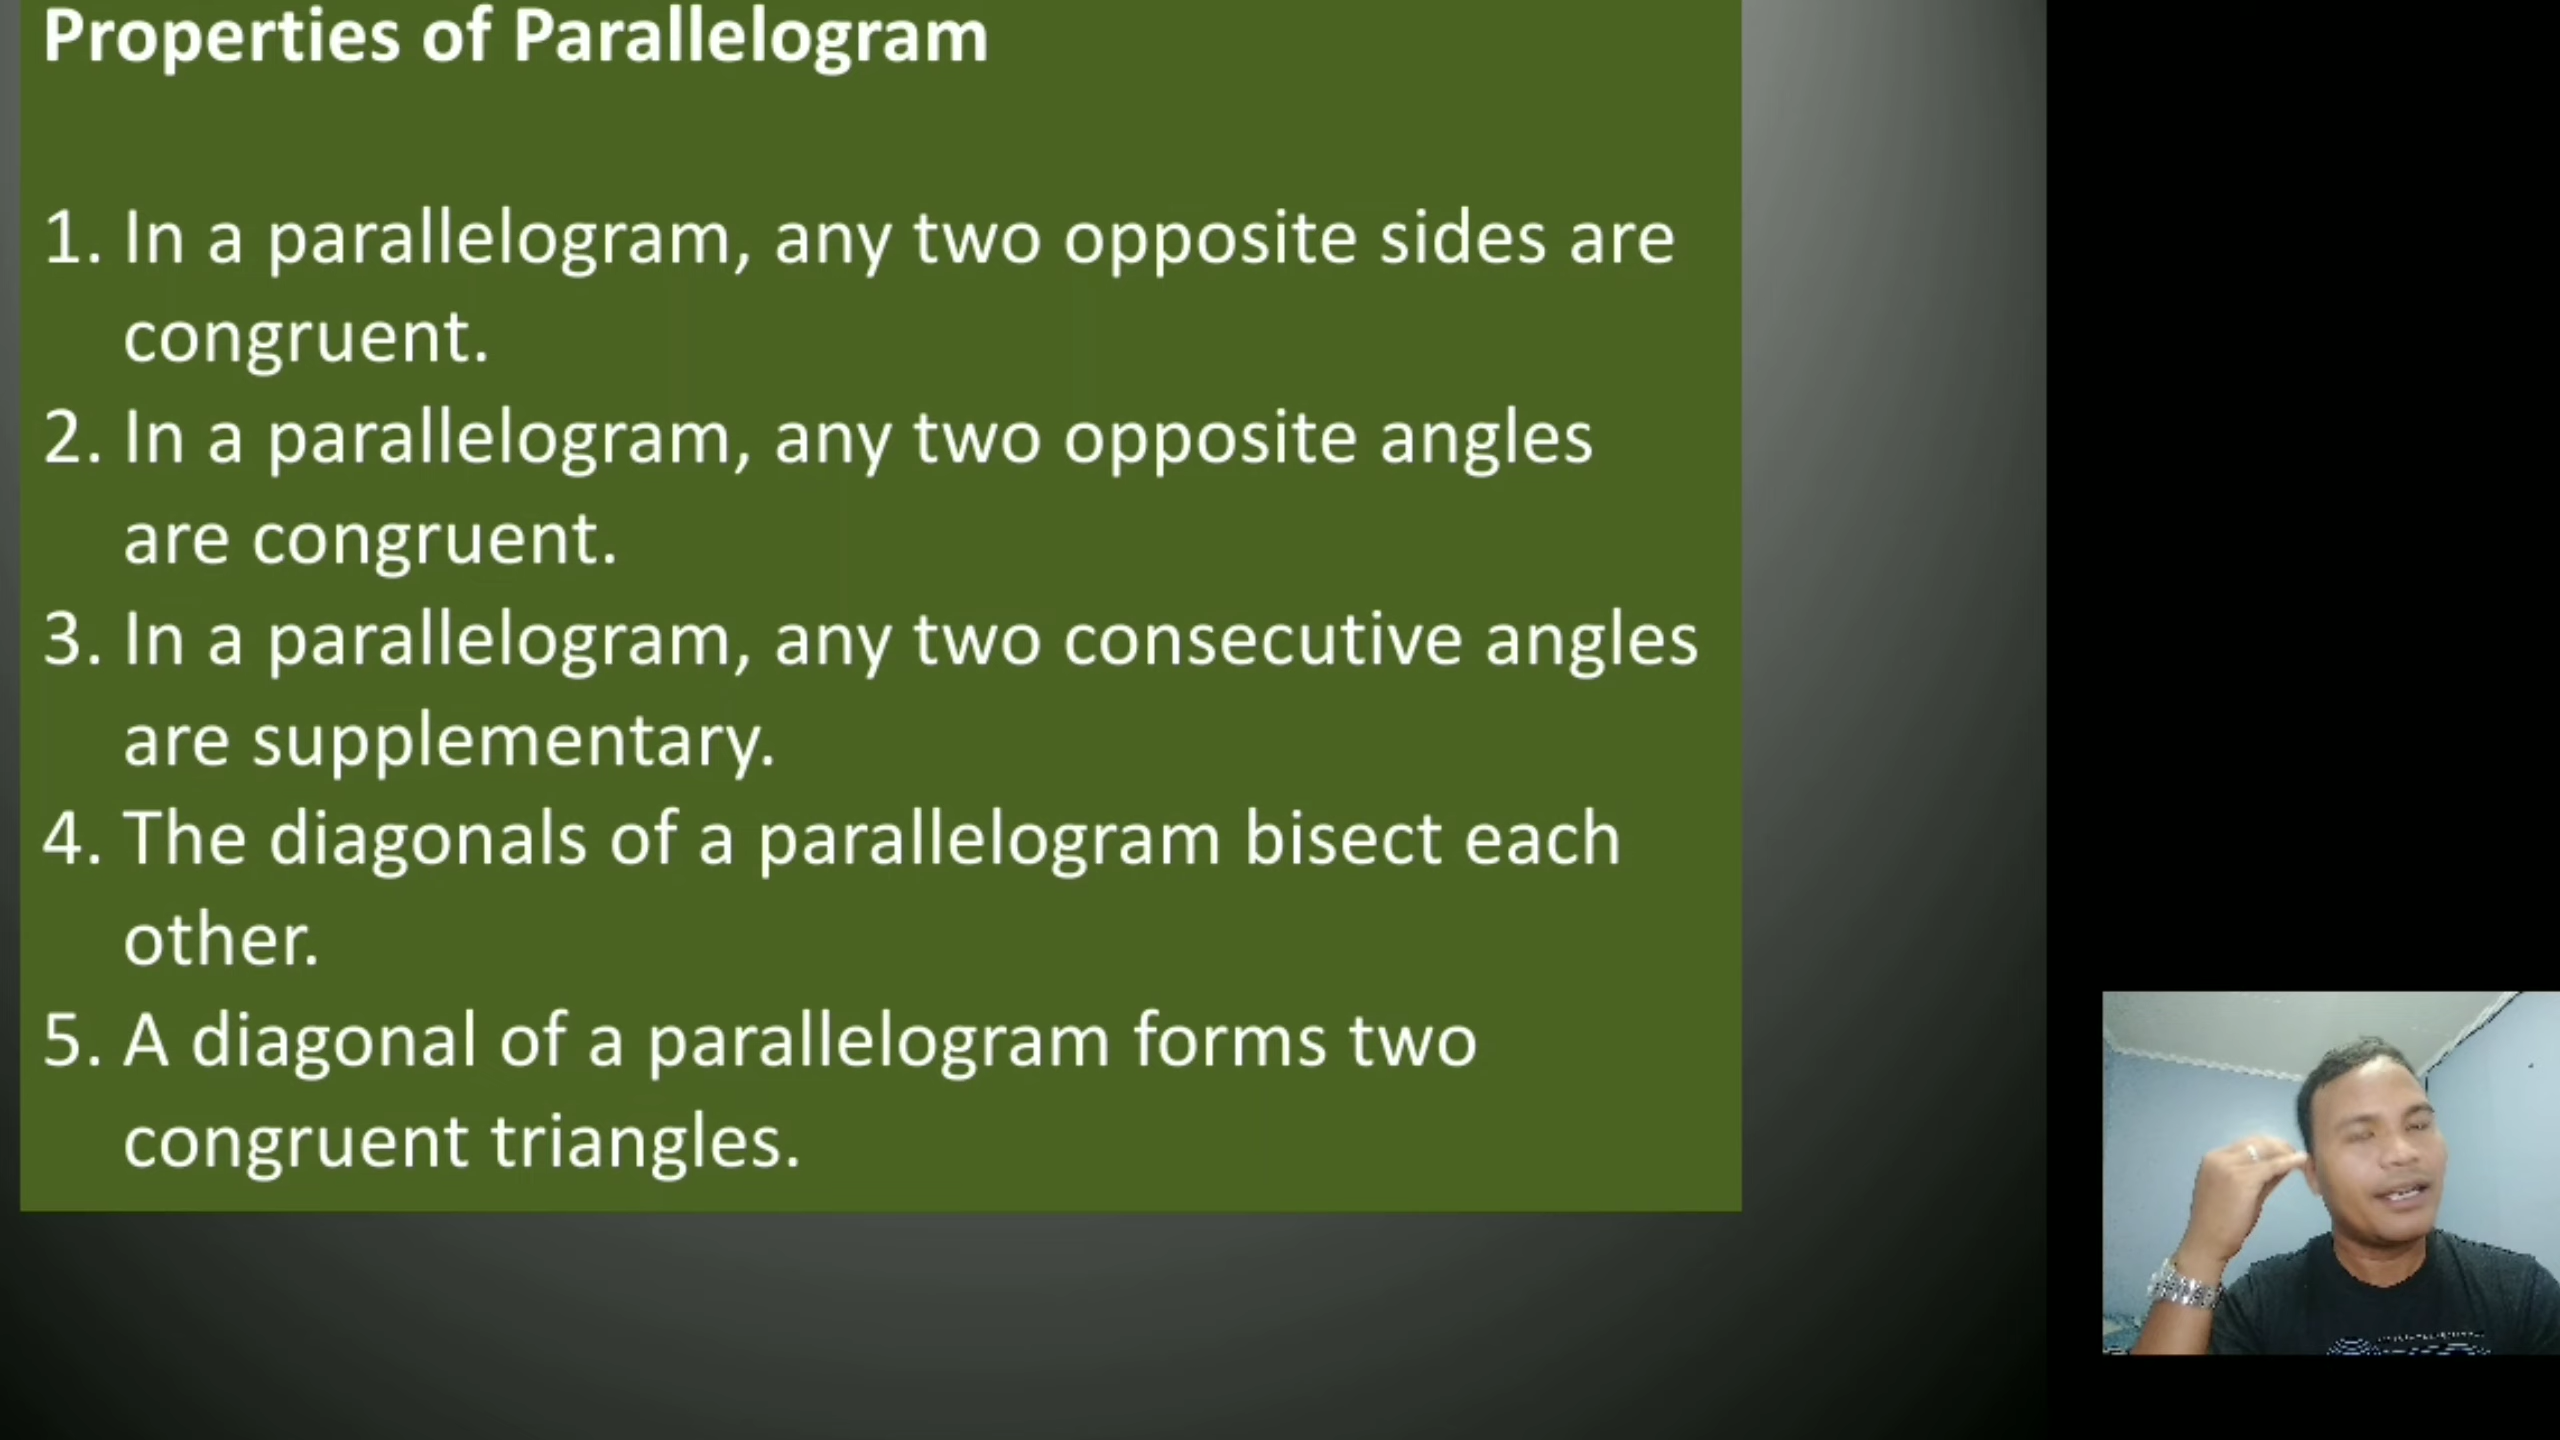 Properties of Parallelogram
1. In a parallelogram, any two opposite sides are
congruent.
2. In a parallelogram, any two opposite angles
are congruent.
3. In a parallelogram, any two consecutive angles
are supplementary.
4. The diagonals of a parallelogram bisect each
other.
5. A diagonal of a parallelogram forms two
congruent triangles.